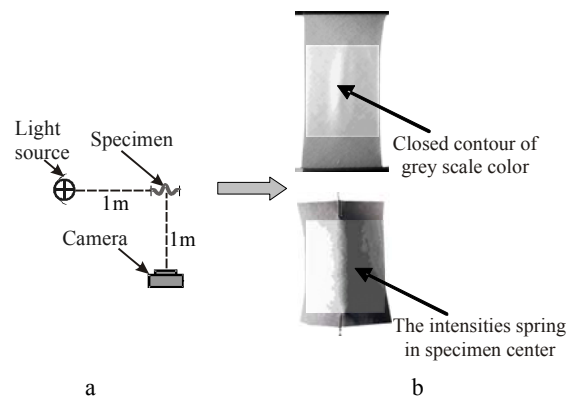 Light
source
Specimen
1m
1m
Camera
Closed contour of
grey scale color
The intensities spring
in specimen center
a
b